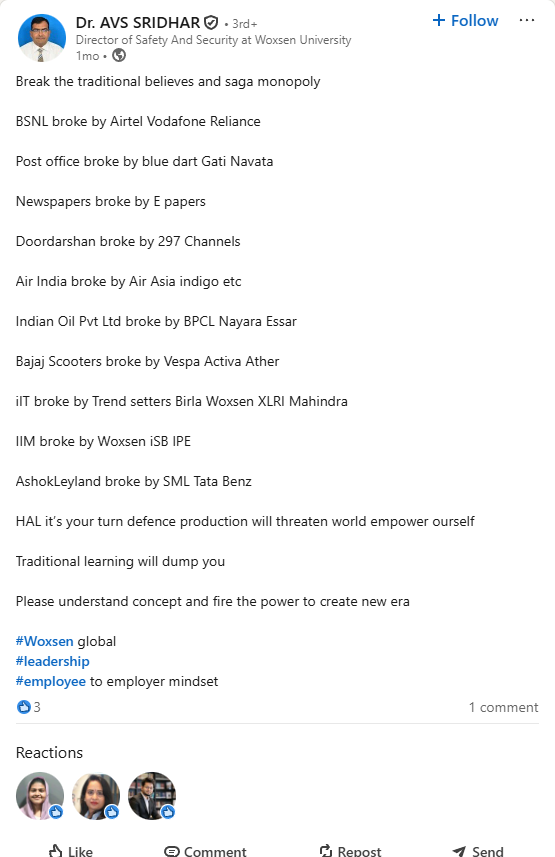 Dr. AVS SRIDHAR • 3rd+
+ Follow ...
Director of Safety And Security at Woxsen University
1mo •
Break the traditional believes and saga monopoly
BSNL broke by Airtel Vodafone Reliance
Post office broke by blue dart Gati Navata
Newspapers broke by E papers
Doordarshan broke by 297 Channels
Air India broke by Air Asia indigo etc
Indian Oil Pvt Ltd broke by BPCL Nayara Essar
Bajaj Scooters broke by Vespa Activa Ather
iIT broke by Trend setters Birla Woxsen XLRI Mahindra
IIM broke by Woxsen iSB IPE
AshokLeyland broke by SML Tata Benz
HAL it's your turn defence production will threaten world empower ourself
Traditional learning will dump you
Please understand concept and fire the power to create new era
#Woxsen global
#leadership
#employee to employer mindset
3
1 comment
Reactions
Like Comment Repost Send